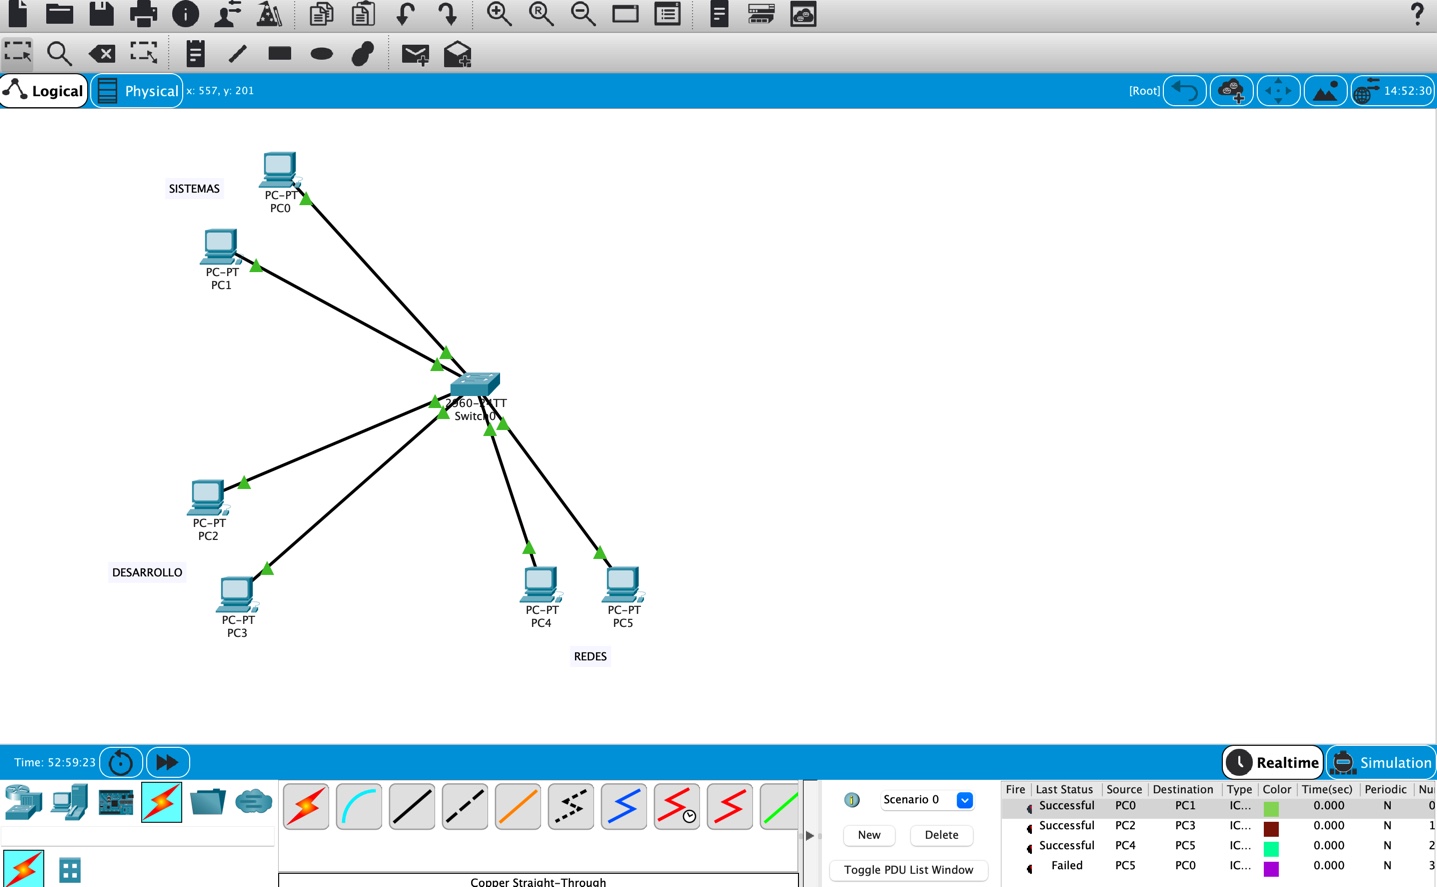 ?
Logical
Physical
x: 557, y: 201
[Root]
14:52:30
SISTEMAS
PC-PT
PC0
PC-PT
PC1
2960-24TT
Switch0
PC-PT
PC2
DESARROLLO
PC-PT
PC3
PC-PT
PC4
PC-PT
PC5
REDES
Time: 52:59:23
Realtime
Simulation
Scenario 0
New
Delete
Toggle PDU List Window
Copper Straight-Through
Fire Last Status Source Destination Type Color Time(sec) Periodic Nu
Successful PC0 PC1 IC... 0.000 N 0
Successful PC2 PC3 IC... 0.000 N 1
Successful PC4 PC5 IC... 0.000 N 2
Failed PC5 PC0 IC... 0.000 N 3